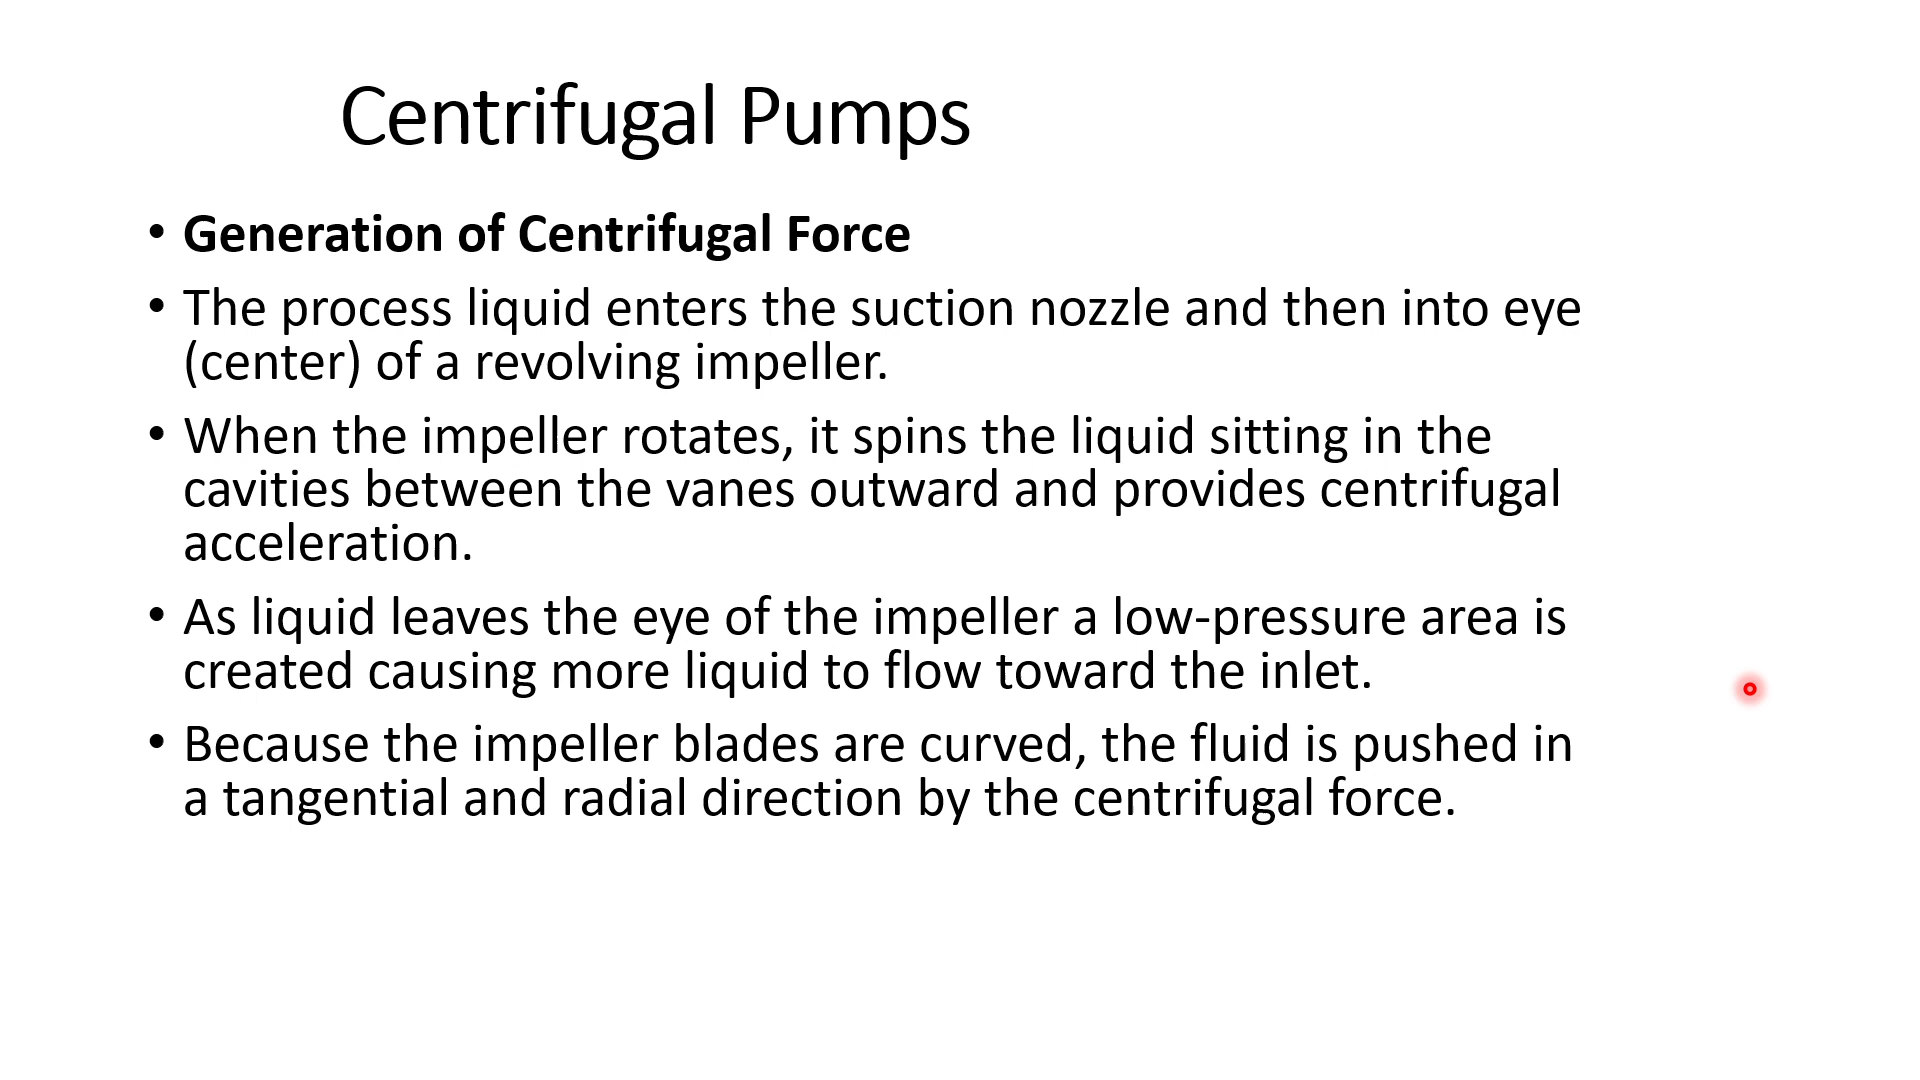 Centrifugal Pumps
• Generation of Centrifugal Force
• The process liquid enters the suction nozzle and then into eye
(center) of a revolving impeller.
• When the impeller rotates, it spins the liquid sitting in the
cavities between the vanes outward and provides centrifugal
acceleration.
• As liquid leaves the eye of the impeller a low-pressure area is
created causing more liquid to flow toward the inlet.
• Because the impeller blades are curved, the fluid is pushed in
a tangential and radial direction by the centrifugal force.